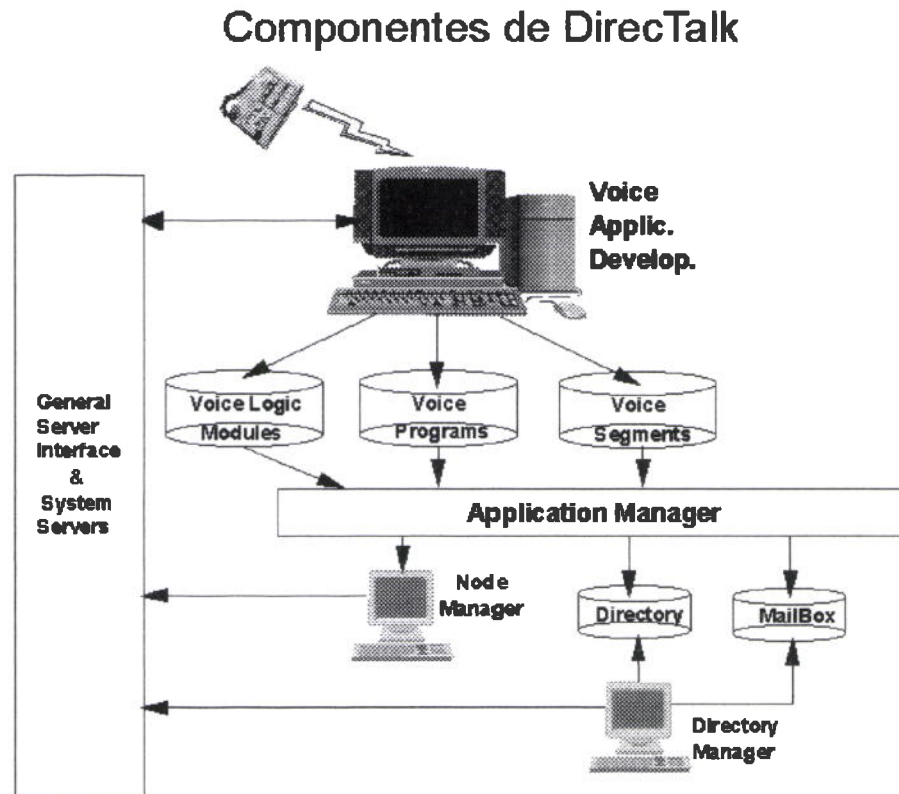 Componentes de DirecTalk
Voice
Applic.
Develop.
General
Server
Interface
&
System
Servers
Voice Logic
Modules
Voice
Programs
Voice
Segments
Application Manager
Node
Manager
Directory
MailBox
Directory
Manager